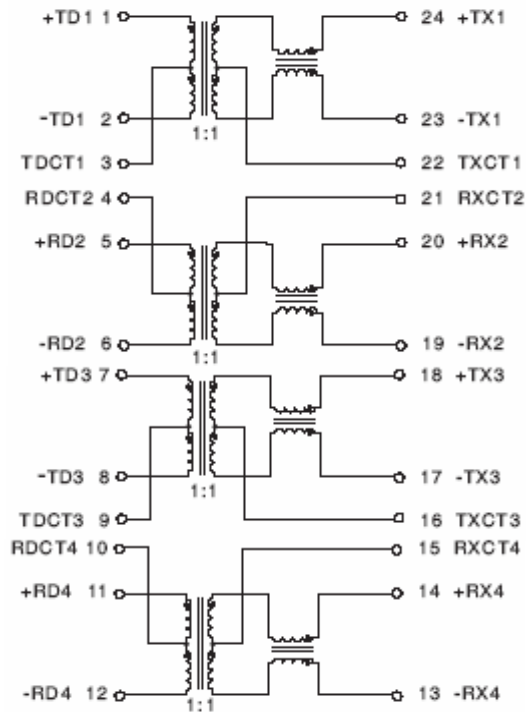 +TD1 1 24 +TX1
-TD1 2 23 -TX1
1:1
TDCT1 3 22 TXCT1
RDCT2 4 21 RXCT2
+RD2 5 20 +RX2
-RD2 6 19 -RX2
1:1
+TD3 7 18 +TX3
-TD3 8 17 -TX3
1:1
TDCT3 9 16 TXCT3
RDCT4 10 15 RXCT4
+RD4 11 14 +RX4
-RD4 12 13 -RX4
1:1